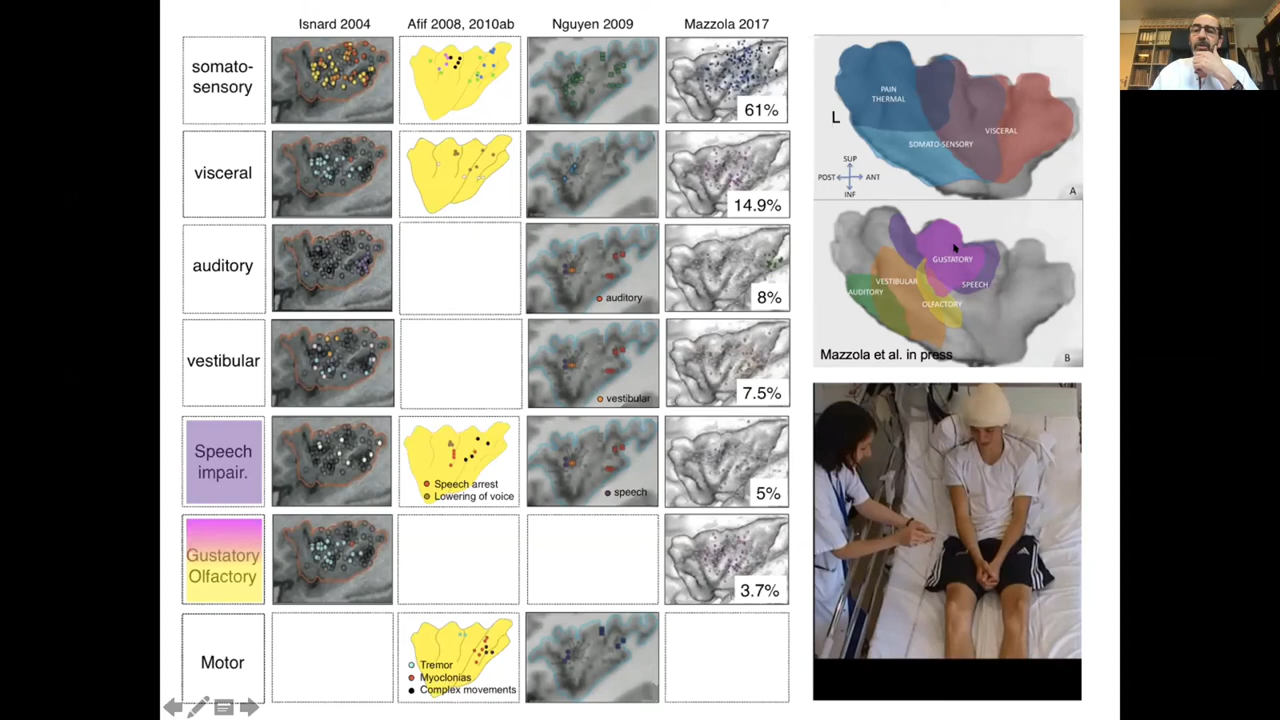 Isnard 2004
Afif 2008, 2010ab
Nguyen 2009
Mazzola 2017
somato-
sensory
61%
visceral
14.9%
auditory
auditory
8%
vestibular
vestibular
7.5%
Speech
impair.
Speech arrest
Lowering of voice
speech
5%
Gustatory
Olfactory
3.7%
Motor
Tremor
Myoclonias
Complex movements
PAIN
THERMAL
L
VISCERAL
SOMATO-SENSORY
SUP
POST
ANT
INF
A
GUSTATORY
VESTIBULAR
SPEECH
AUDITORY
OLFACTORY
Mazzola et al. in press
B